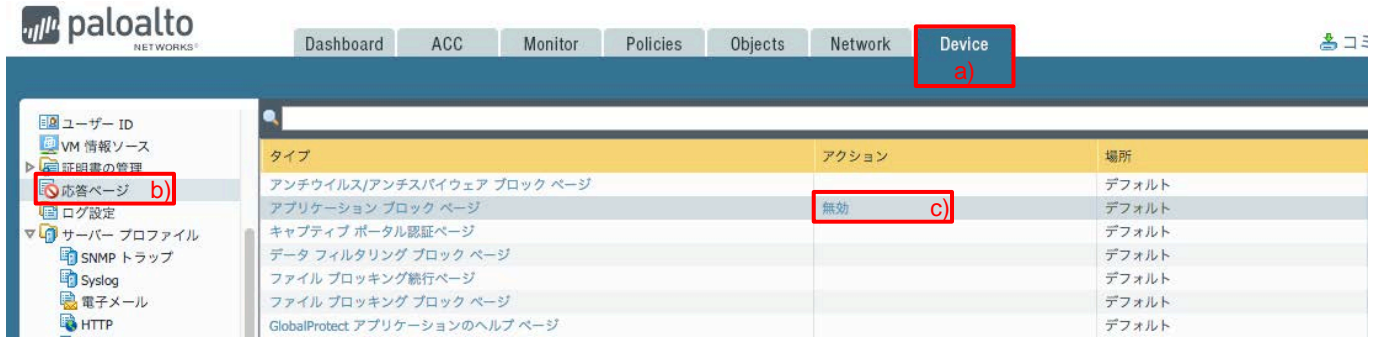 paloalto
NETWORKS®
Dashboard ACC Monitor Policies Objects Network Device
a)
コミ
ユーザー ID
VM 情報ソース
証明書の管理
応答ページ b)
ログ設定
サーバー プロファイル
SNMP トラップ
Syslog
電子メール
HTTP
タイプ アクション 場所
アンチウイルス/アンチスパイウェア ブロック ページ デフォルト
アプリケーション ブロック ページ 無効 c) デフォルト
キャプティブ ポータル認証ページ デフォルト
データ フィルタリング ブロック ページ デフォルト
ファイル ブロッキング続行ページ デフォルト
ファイル ブロッキング ブロック ページ デフォルト
GlobalProtect アプリケーションのヘルプ ページ デフォルト